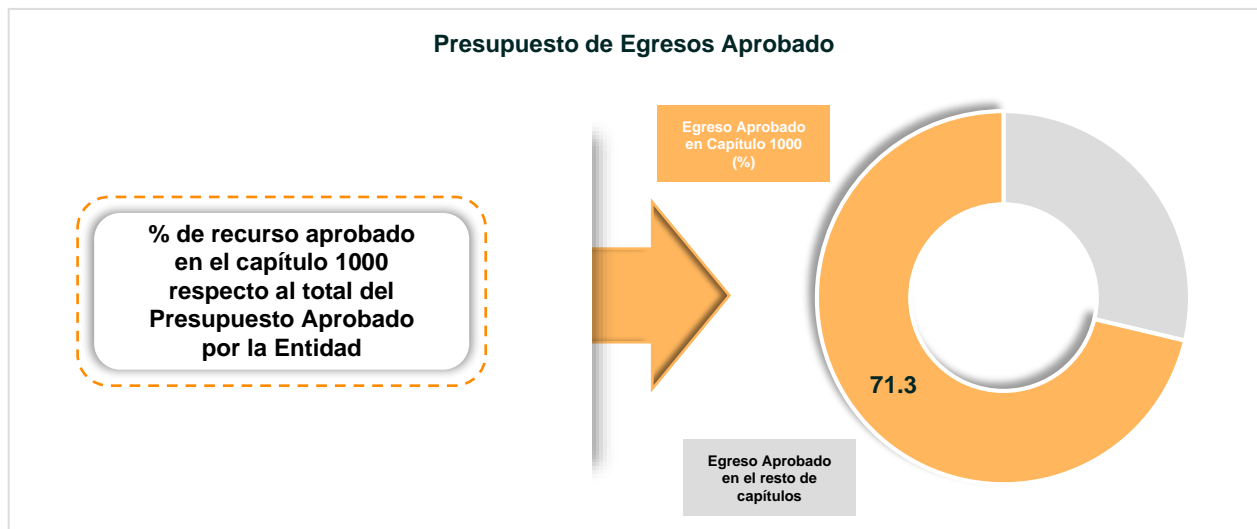 Presupuesto de Egresos Aprobado
Egreso Aprobado
en Capítulo 1000
(%)
% de recurso aprobado
en el capítulo 1000
respecto al total del
Presupuesto Aprobado
por la Entidad
71.3
Egreso Aprobado
en el resto de
capítulos